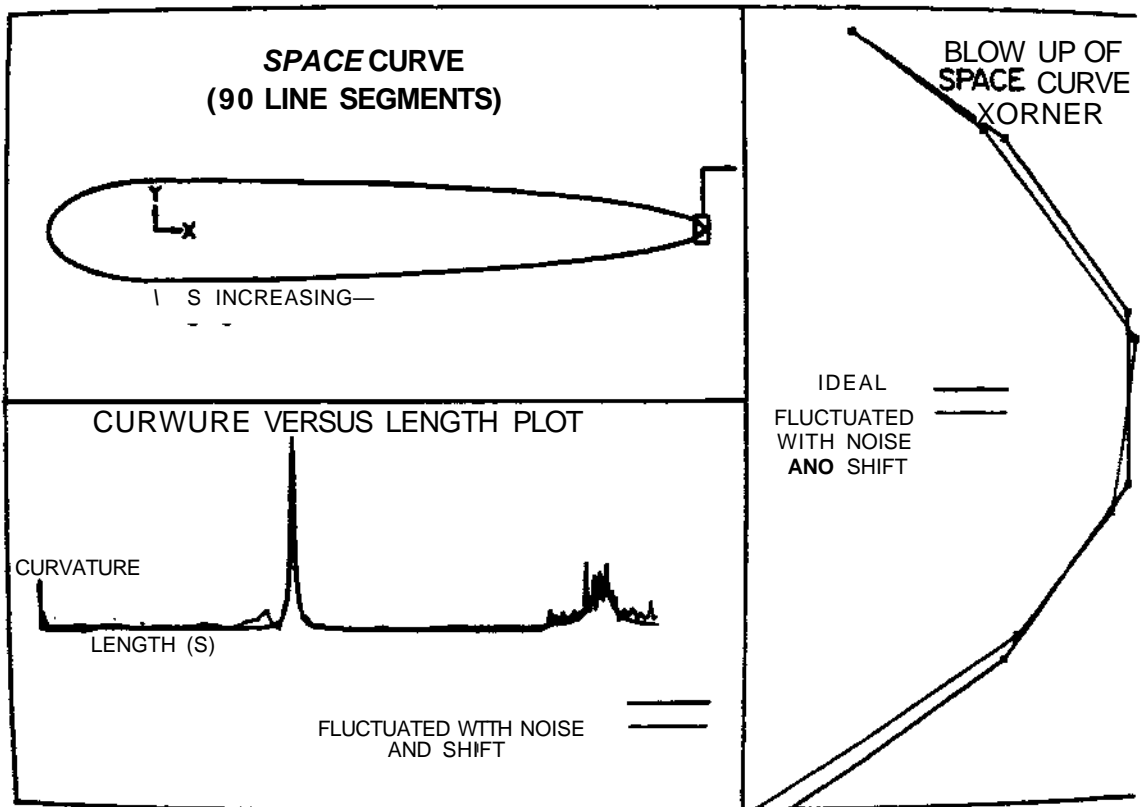 SPACE CURVE
(90 LINE SEGMENTS)
Y
X
\ S INCREASING—
CURWURE VERSUS LENGTH PLOT
CURVATURE
LENGTH (S)
FLUCTUATED WTTH NOISE
AND SHIFT
BLOW UP OF
SPACE CURVE
XORNER
IDEAL
FLUCTUATED
WITH NOISE
ANO SHIFT